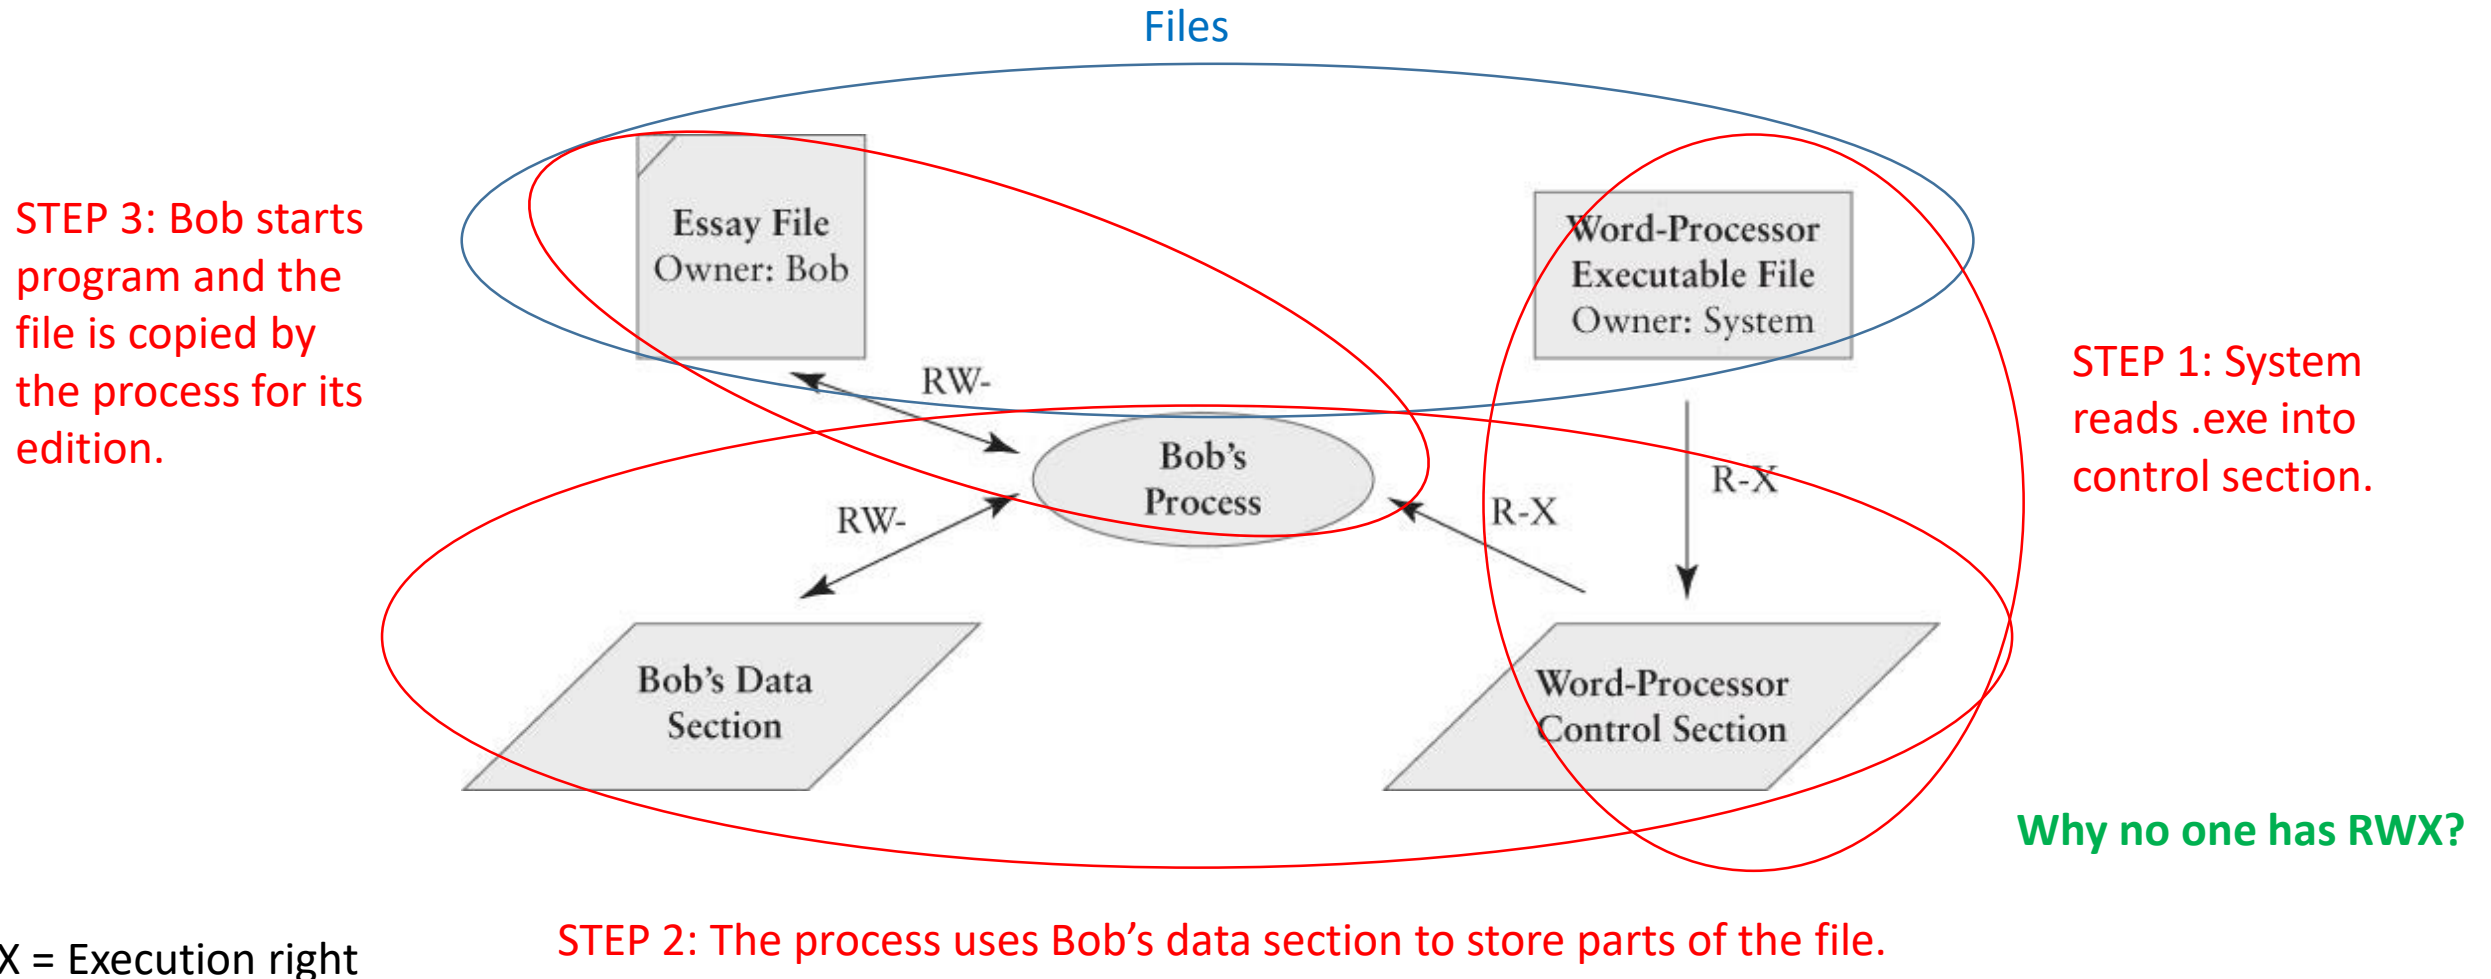 Files
STEP 3: Bob starts
program and the
file is copied by
the process for its
edition.
Essay File
Owner: Bob
Word-Processor
Executable File
Owner: System
STEP 1: System
reads .exe into
control section.
RW-
Bob's
Process
R-X
R-X
RW-
Bob's Data
Section
Word-Processor
Control Section
Why no one has RWX?
STEP 2: The process uses Bob's data section to store parts of the file.
X = Execution right